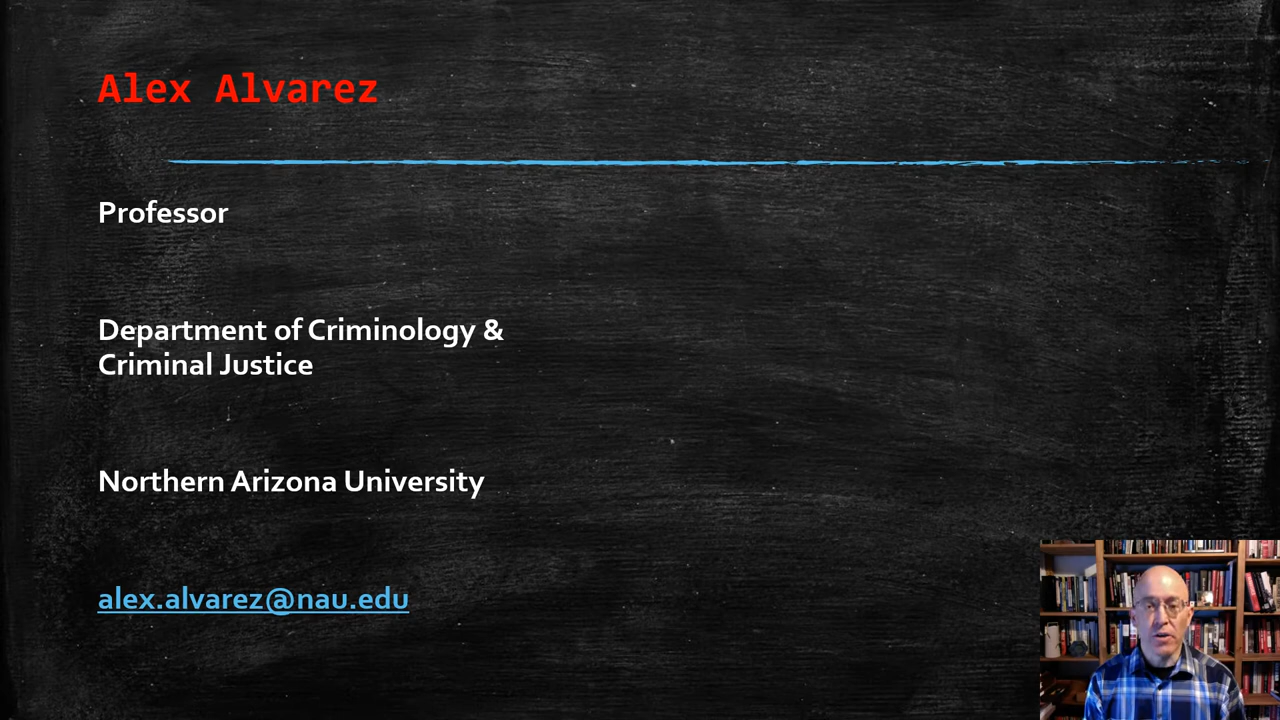 Alex Alvarez
Professor
Department of Criminology &
Criminal Justice
Northern Arizona University
alex.alvarez@nau.edu